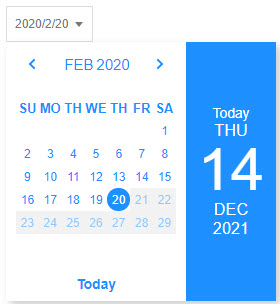 2020/2/20
FEB 2020
SU MO TH WE TH FR SA
1
2 3 4 5 6 7 8
9 10 11 12 13 14 15
16 17 18 19 20 21 22
23 24 25 26 27 28 29
Today
Today
THU
14
DEC
2021